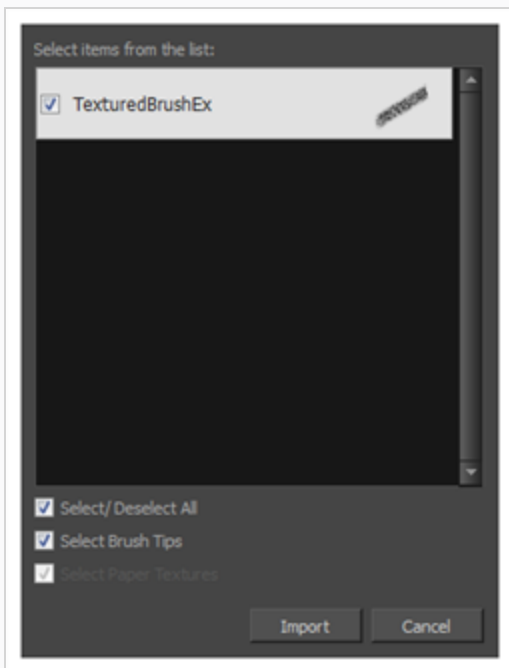 Select items from the list:
TexturedBrushEx
Select/ Deselect All
Select Brush Tips
Select Paper Textures
Import Cancel